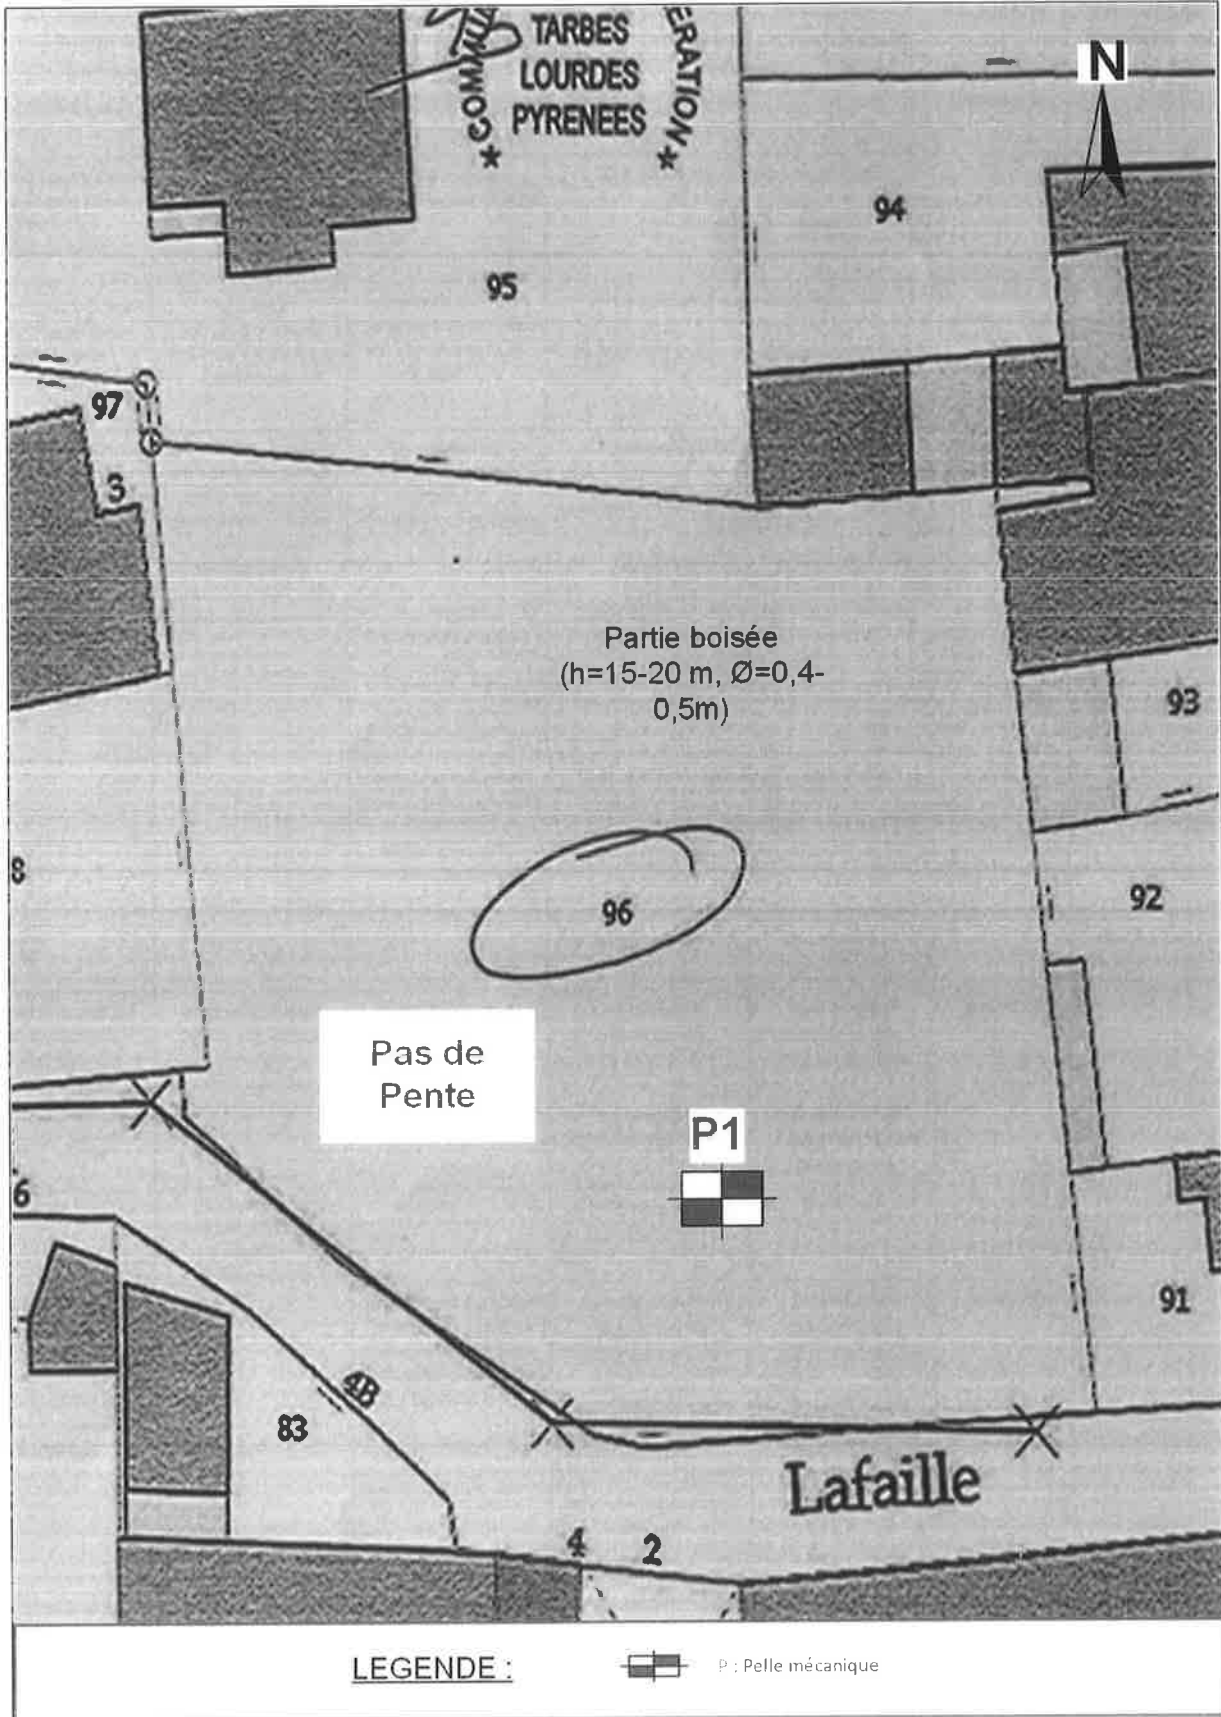 TARBES
LOURDES
PYRENEES
N
94
95
97
3
Partie boisée
(h=15-20 m, Ø=0,4-
0,5m)
93
8
96
92
Pas de
Pente
P1
6
91
4B
83
Lafaille
4 2
LEGENDE :
P : Pelle mécanique